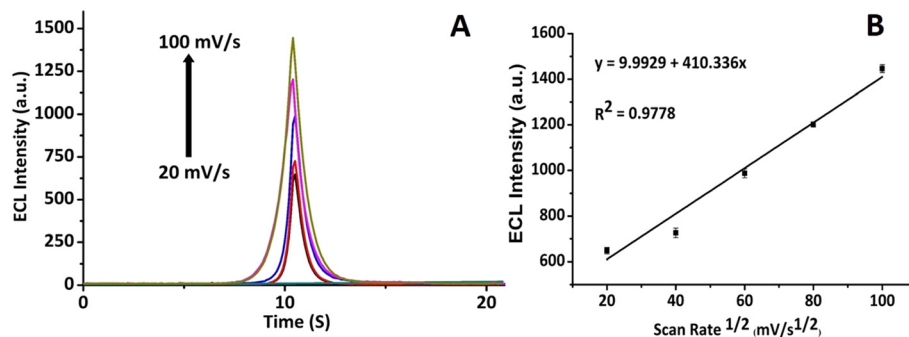 A
ECL Intensity (a.u.)
1500
1250
1000
750
500
250
0
100 mV/s
20 mV/s
0
10
20
Time (S)
B
ECL Intensity (a.u.)
1600
1400
1200
1000
800
600
y = 9.9929 + 410.336x
R2 = 0.9778
20
40
60
80
100
Scan Rate 1/2 (mV/s1/2)